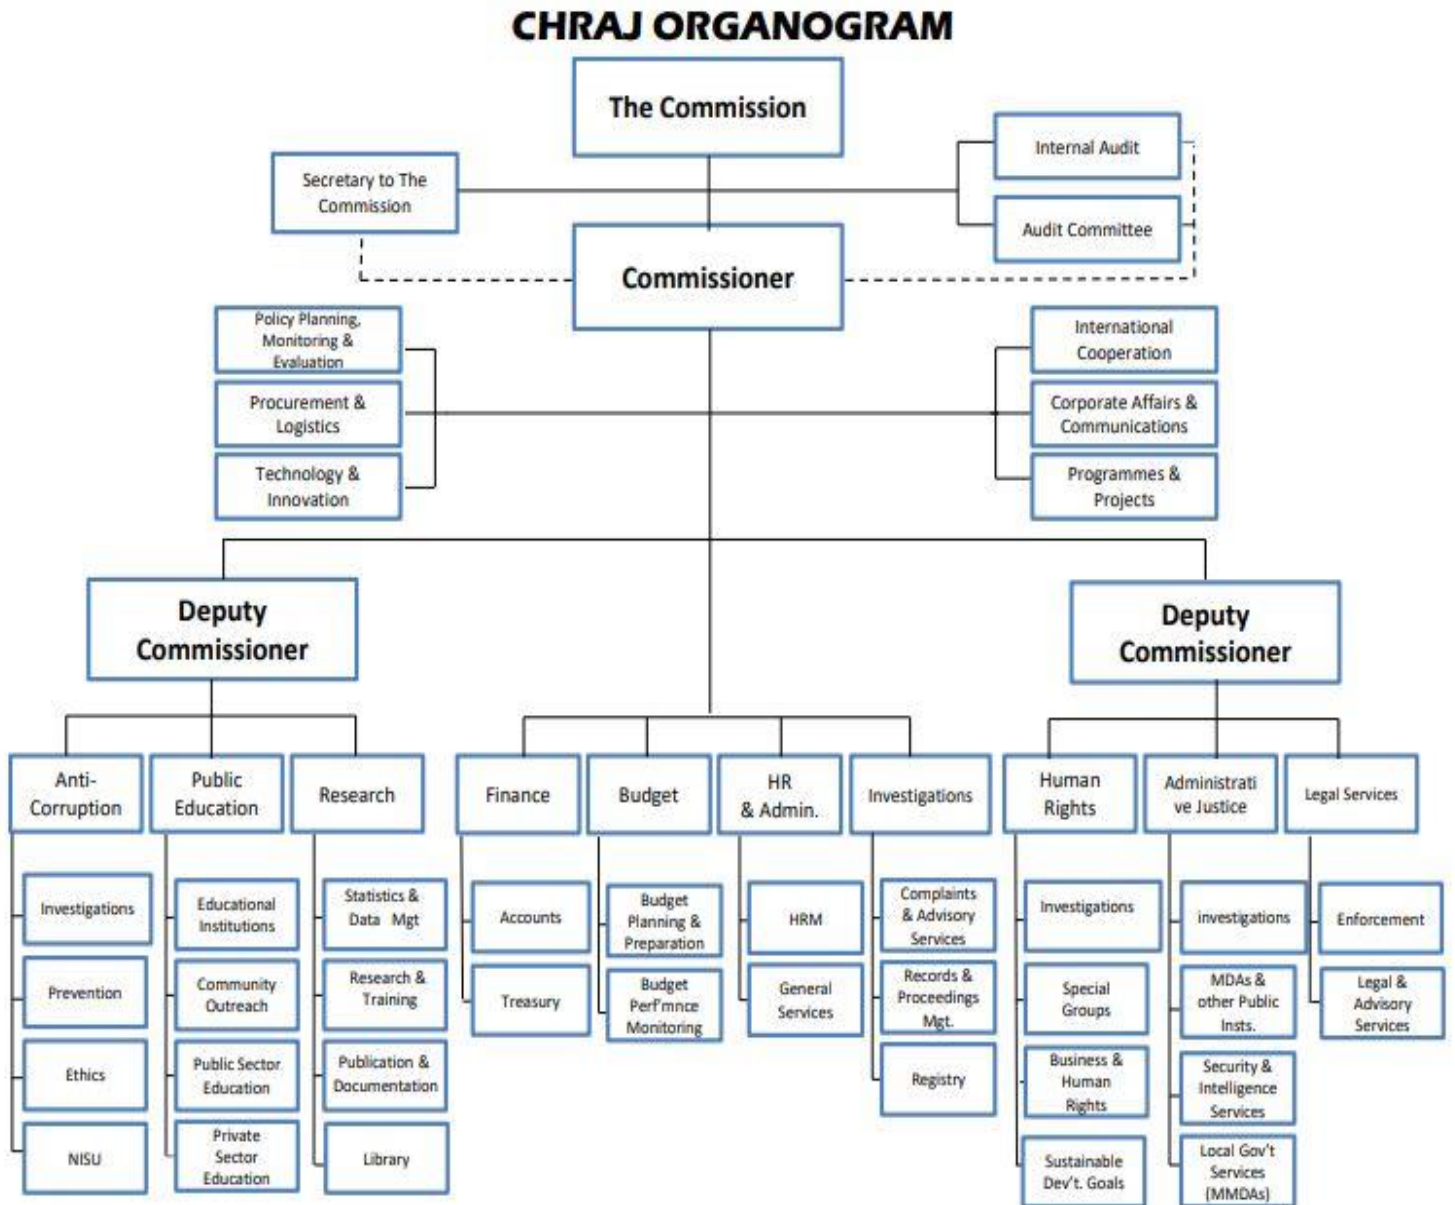 CHRAJ ORGANOGRAM
The Commission
Secretary to The
Commission
Internal Audit
Audit Committee
Commissioner
Policy Planning,
Monitoring &
Evaluation
Procurement &
Logistics
Technology &
Innovation
International
Cooperation
Corporate Affairs &
Communications
Programmes &
Projects
Deputy
Commissioner
Deputy
Commissioner
Anti-
Corruption
Public
Education
Research
Finance
Budget
HR
& Admin.
Investigations
Human
Rights
Administrati
ve Justice
Legal Services
Investigations
Prevention
Ethics
NISU
Educational
Institutions
Community
Outreach
Public Sector
Education
Private
Sector
Education
Statistics &
Data Mgt
Research &
Training
Publication &
Documentation
Library
Accounts
Treasury
Budget
Planning &
Preparation
Budget
Perf'mnce
Monitoring
HRM
General
Services
Complaints
& Advisory
Services
Records &
Proceedings
Mgt.
Registry
Investigations
Special
Groups
Business &
Human
Rights
Sustainable
Dev't. Goals
investigations
MDAs &
other Public
Insts.
Security &
Intelligence
Services
Local Gov't
Services
(MMDAs)
Enforcement
Legal &
Advisory
Services